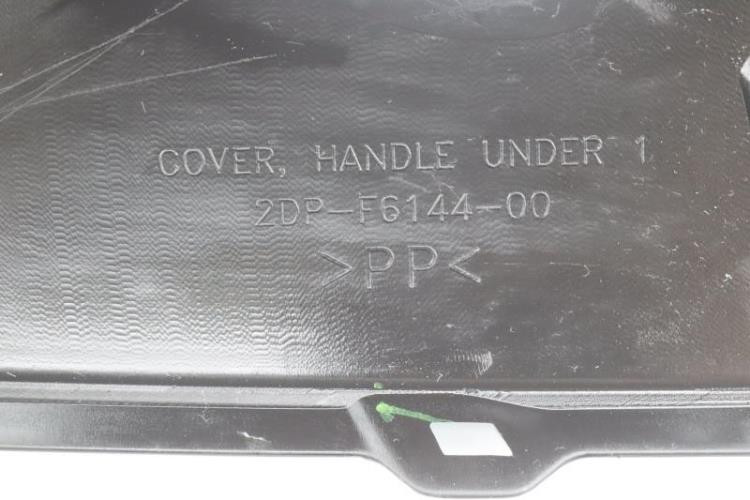 COVER, HANDLE UNDER 1
2DP-F6144-00
>PP<